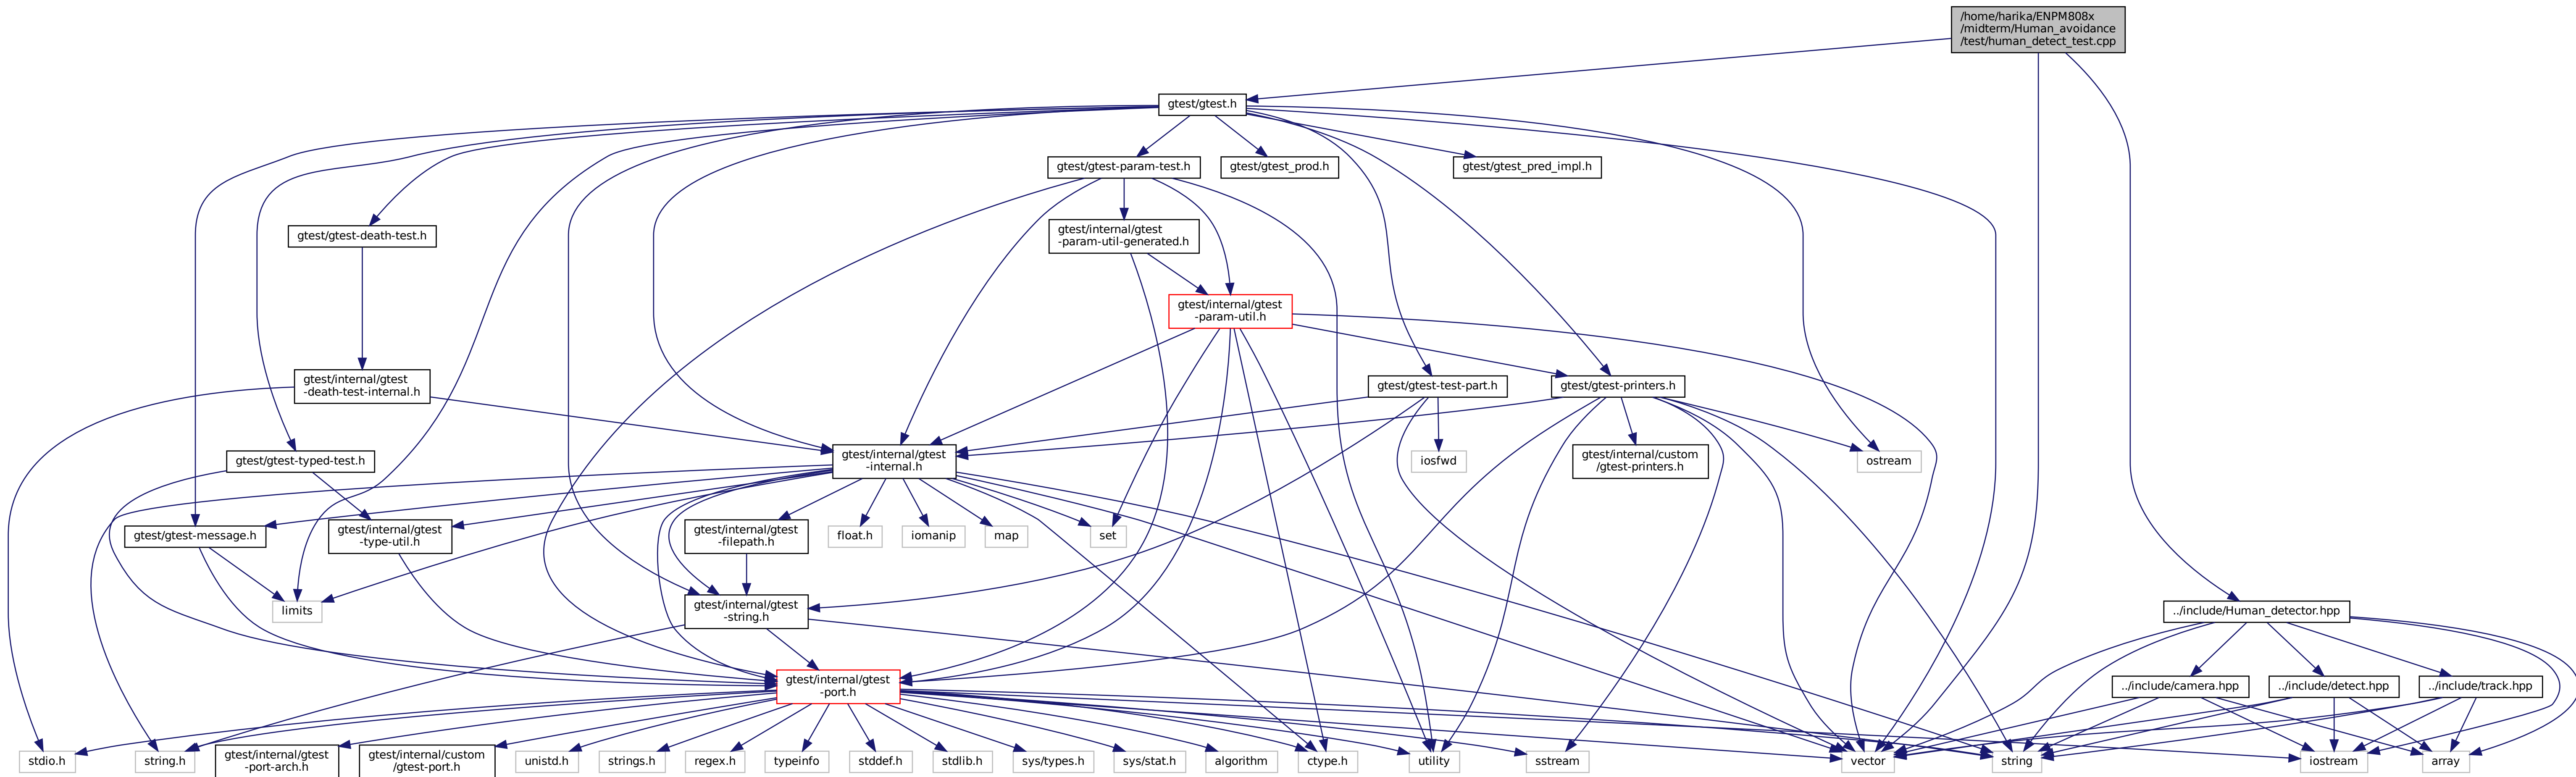 /home/harika/ENPM808x
/midterm/Human_avoidance
/test/human_detect_test.cpp
gtest/gtest.h
gtest/gtest-param-test.h
gtest/gtest_prod.h
gtest/gtest_pred_impl.h
gtest/gtest-death-test.h
gtest/internal/gtest
-param-util-generated.h
gtest/internal/gtest
-param-util.h
gtest/internal/gtest
-death-test-internal.h
gtest/gtest-test-part.h
gtest/gtest-printers.h
gtest/gtest-typed-test.h
gtest/internal/gtest
-internal.h
iosfwd
gtest/internal/custom
/gtest-printers.h
ostream
gtest/gtest-message.h
gtest/internal/gtest
-type-util.h
gtest/internal/gtest
-filepath.h
float.h
iomanip
map
set
limits
gtest/internal/gtest
-string.h
../include/Human_detector.hpp
gtest/internal/gtest
-port.h
../include/camera.hpp
../include/detect.hpp
../include/track.hpp
stdio.h
string.h
gtest/internal/gtest
-port-arch.h
gtest/internal/custom
/gtest-port.h
unistd.h
strings.h
regex.h
typeinfo
stddef.h
stdlib.h
sys/types.h
sys/stat.h
algorithm
ctype.h
utility
sstream
vector
string
iostream
array